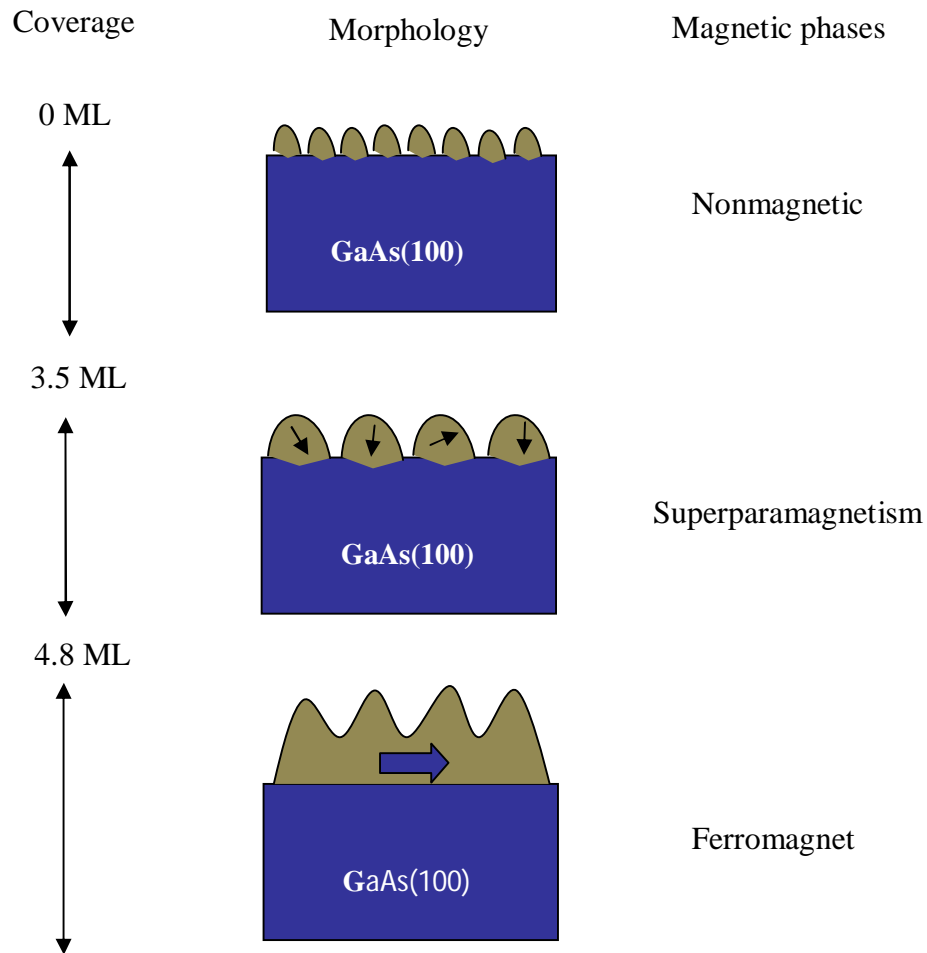 Coverage
Morphology
Magnetic phases
0 ML
GaAs(100)
Nonmagnetic
3.5 ML
GaAs(100)
Superparamagnetism
4.8 ML
GaAs(100)
Ferromagnet